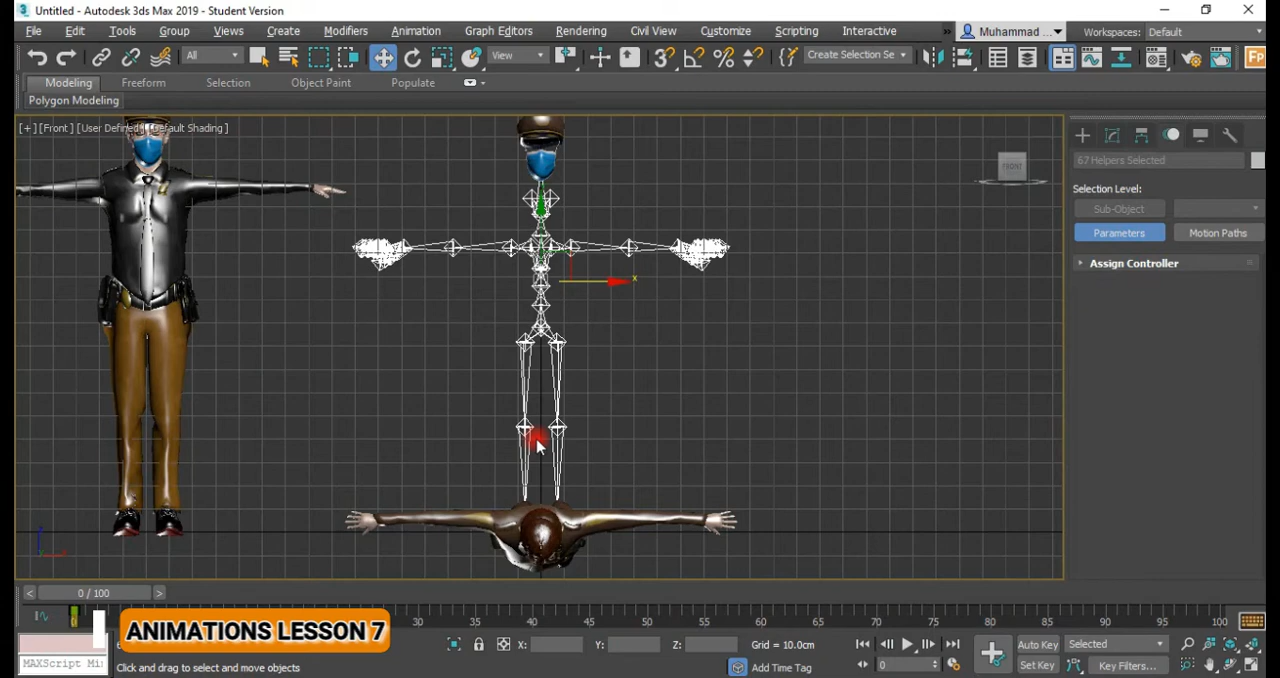 Untitled - Autodesk 3ds Max 2019 - Student Version
File Edit Tools Group Views Create Modifiers Animation Graph Editors Rendering Civil View Customize Scripting Interactive Muhammad ... Workspaces: Default
All View Create Selection Se
Modeling Freeform Selection Object Paint Populate
Polygon Modeling
[+] [Front] [User Defined] [Default Shading]
FRONT
67 Helpers Selected
Selection Level:
Sub-Object
Parameters Motion Paths
Assign Controller
x
0 / 100
30 35 40 45 50 55 60 65 70 75 80 85 90 95 100
ANIMATIONS LESSON 7
X: Y: Z: Grid = 10.0cm
Auto Key Selected
MAXScript Mi
Click and drag to select and move objects
Add Time Tag
0
Set Key Key Filters...